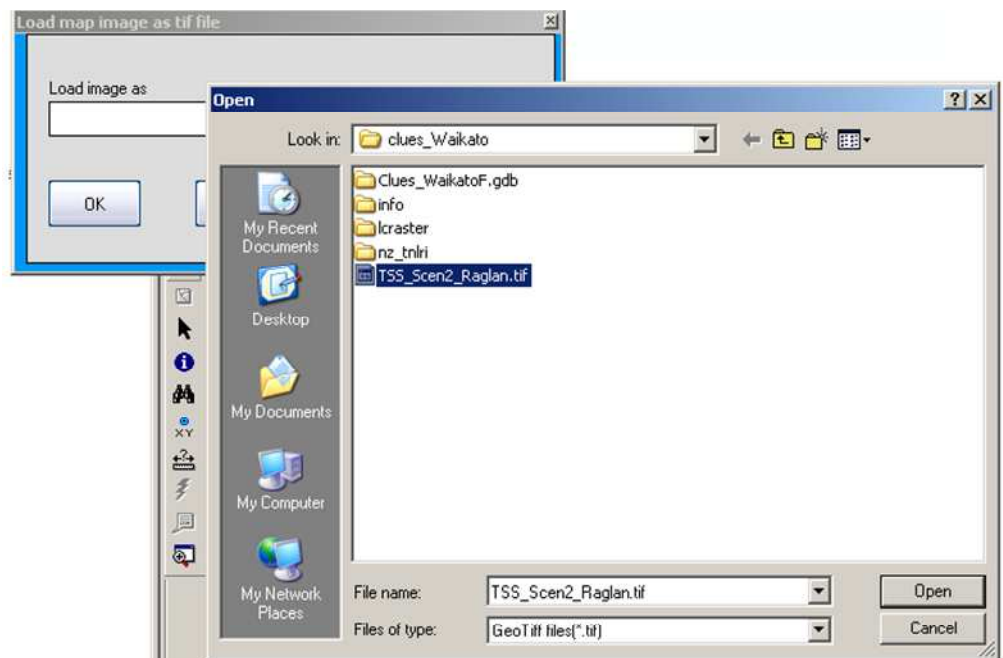 Load map image as tif file
Load image as
OK
Open
Look in:
clues_Waikato
My Recent
Documents
Desktop
My Documents
My Computer
My Network
Places
Clues_WaikatoF.gdb
info
lcraster
nz_tnlri
TSS_Scen2_Raglan.tif
File name:
TSS_Scen2_Raglan.tif
Open
Files of type:
GeoTiff files(*.tif)
Cancel
XY